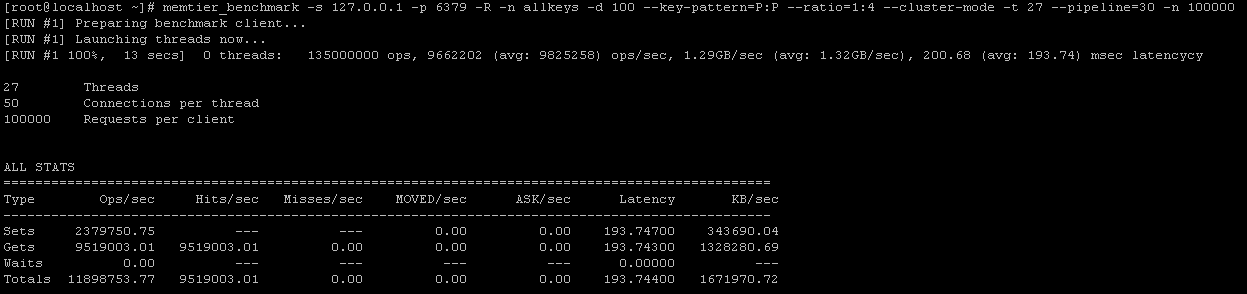 [root@localhost ~]# memtier_benchmark -s 127.0.0.1 -p 6379 -R -n allkeys -d 100 --key-pattern=P:P --ratio=1:4 --cluster-mode -t 27 --pipeline=30 -n 100000
[RUN #1] Preparing benchmark client...
[RUN #1] Launching threads now...
[RUN #1 100%,  13 secs]  0 threads:   135000000 ops, 9662202 (avg: 9825258) ops/sec, 1.29GB/sec (avg: 1.32GB/sec), 200.68 (avg: 193.74) msec latencycy
27        Threads
50        Connections per thread
100000    Requests per client
ALL STATS
================================================================================================
Type        Ops/sec     Hits/sec   Misses/sec    MOVED/sec      ASK/sec      Latency       KB/sec
------------------------------------------------------------------------------------------------
Sets     2379750.75          ---          ---         0.00         0.00    193.74700    343690.04
Gets     9519003.01   9519003.01         0.00         0.00         0.00    193.74300   1328280.69
Waits          0.00          ---          ---          ---          ---      0.00000          ---
Totals  11898753.77   9519003.01         0.00         0.00         0.00    193.74400   1671970.72